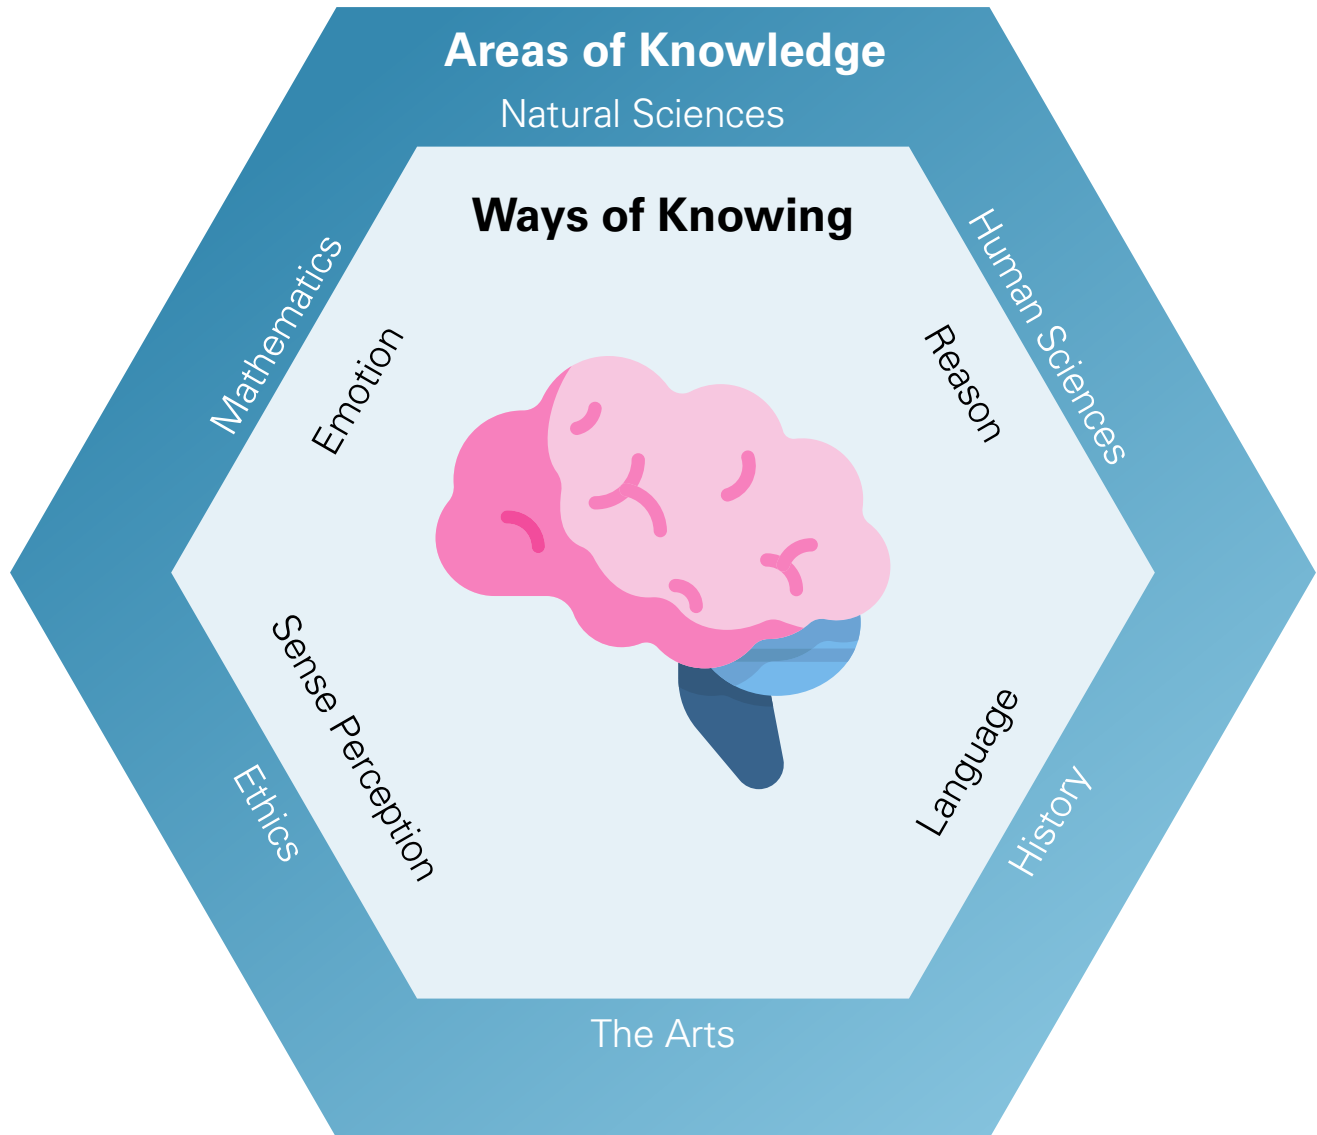 Areas of Knowledge
Natural Sciences
Ways of Knowing
Mathematics
Emotion
Reason
Human Sciences
Sense Perception
Ethics
Language
History
The Arts